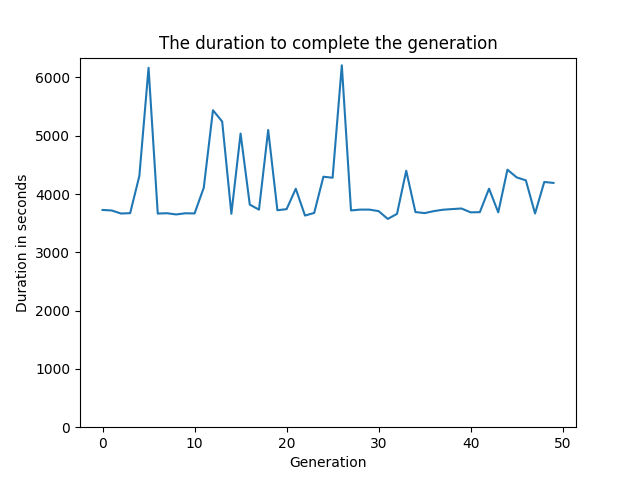 The duration to complete the generation
Duration in seconds
6000
5000
4000
3000
2000
1000
0
0 10 20 30 40 50
Generation